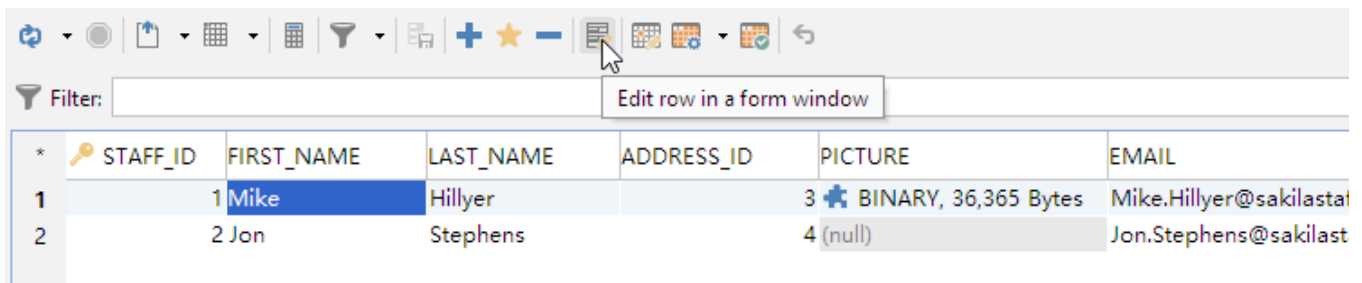 Filter:
Edit row in a form window
* STAFF_ID FIRST_NAME LAST_NAME ADDRESS_ID PICTURE EMAIL
1 1 Mike Hillyer 3 BINARY, 36,365 Bytes Mike.Hillyer@sakilastaf
2 2 Jon Stephens 4 (null) Jon.Stephens@sakilast